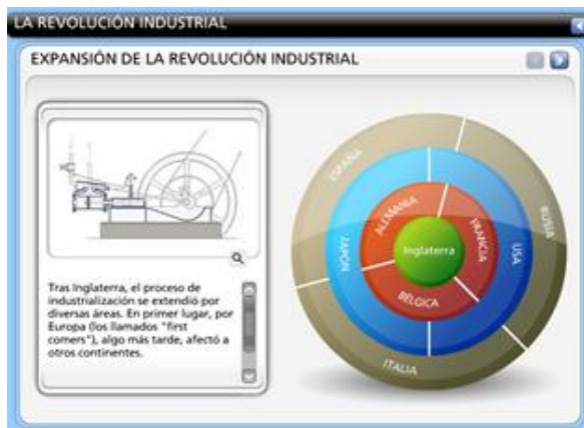 LA REVOLUCIÓN INDUSTRIAL
EXPANSIÓN DE LA REVOLUCIÓN INDUSTRIAL
Tras Inglaterra, el proceso de
industrialización se extendió por
diversas áreas. En primer lugar, por
Europa (los llamados "first
comers"), algo más tarde, afectó a
otros continentes.
ESPAÑA
RUSIA
ITALIA
JAPÓN
USA
ALEMANIA
FRANCIA
BÉLGICA
Inglaterra